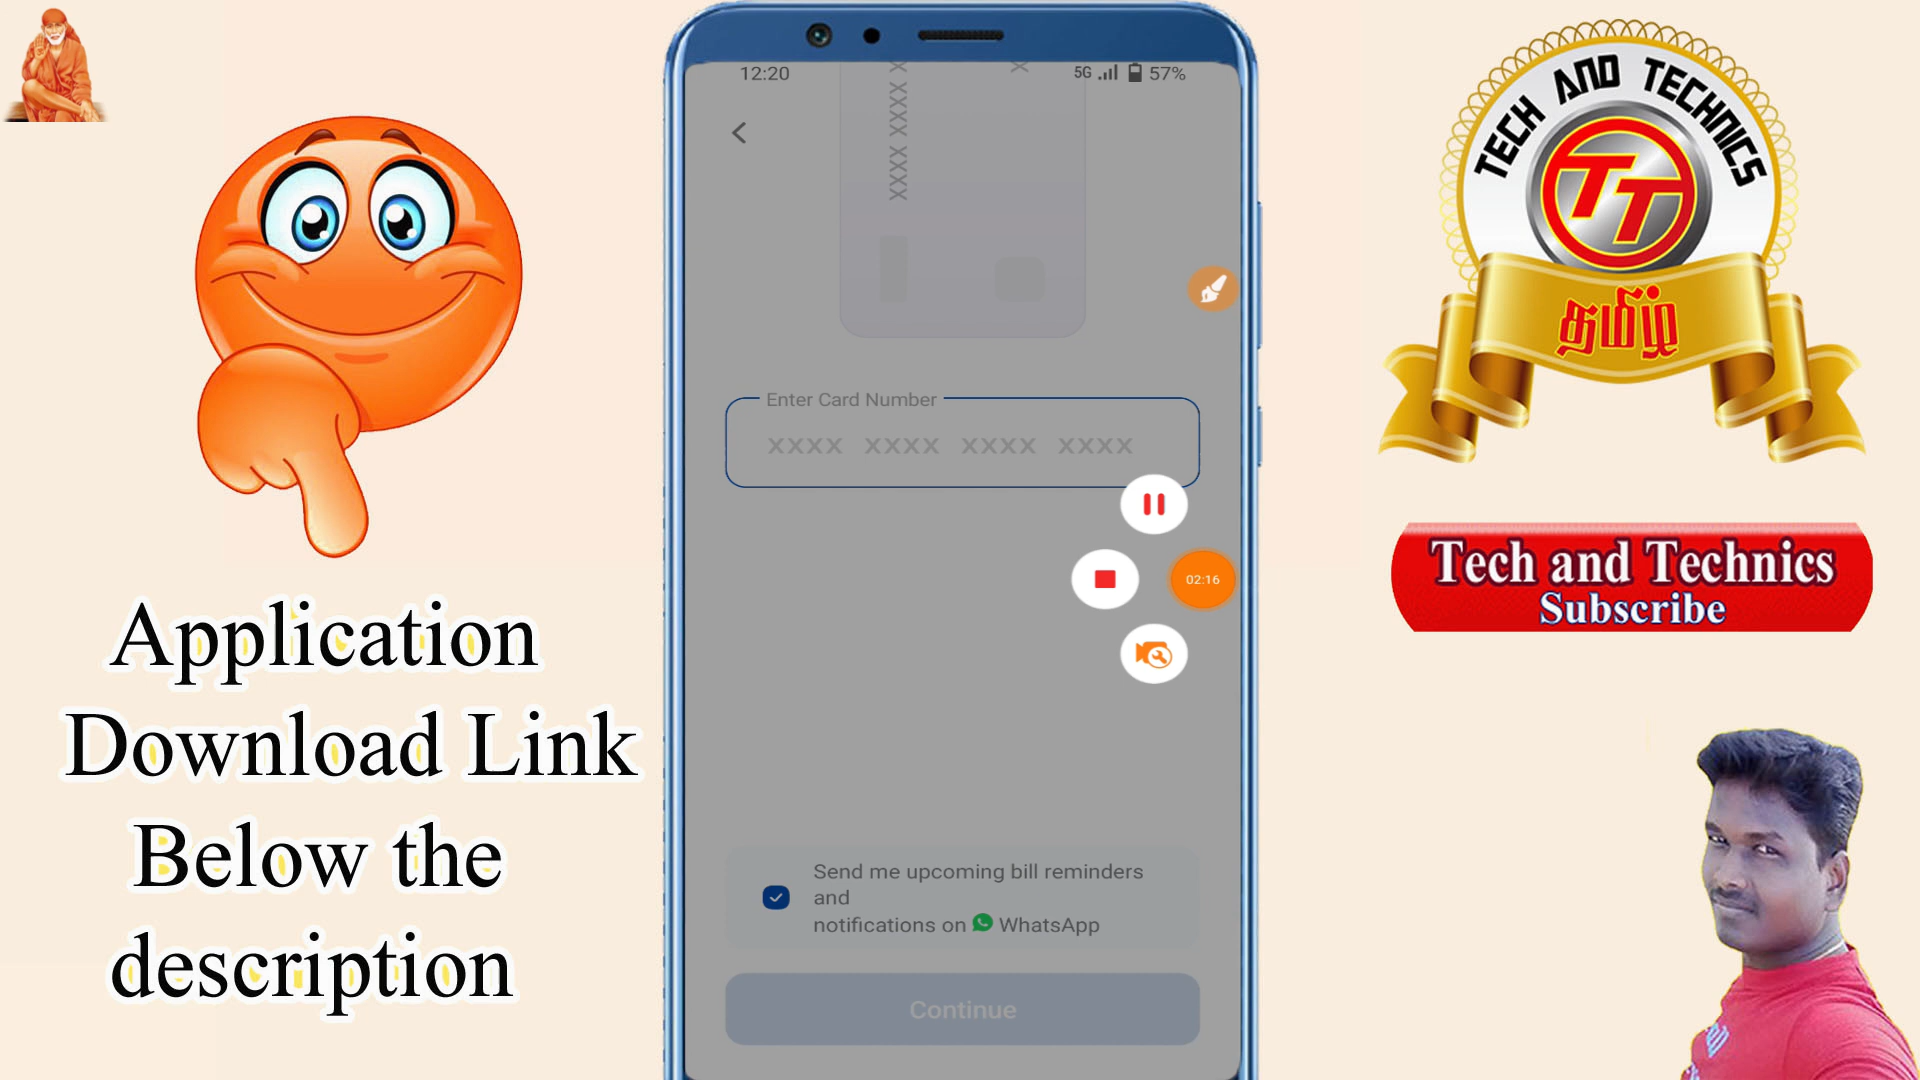 12:20
5G
57%
XXXX XXXX
Enter Card Number
XXXX XXXX XXXX XXXX
02:16
Send me upcoming bill reminders
and
notifications on WhatsApp
Continue
Application
Download Link
Below the
description
TECH AND TECHNICS
TT
தமிழ்
Tech and Technics
Subscribe